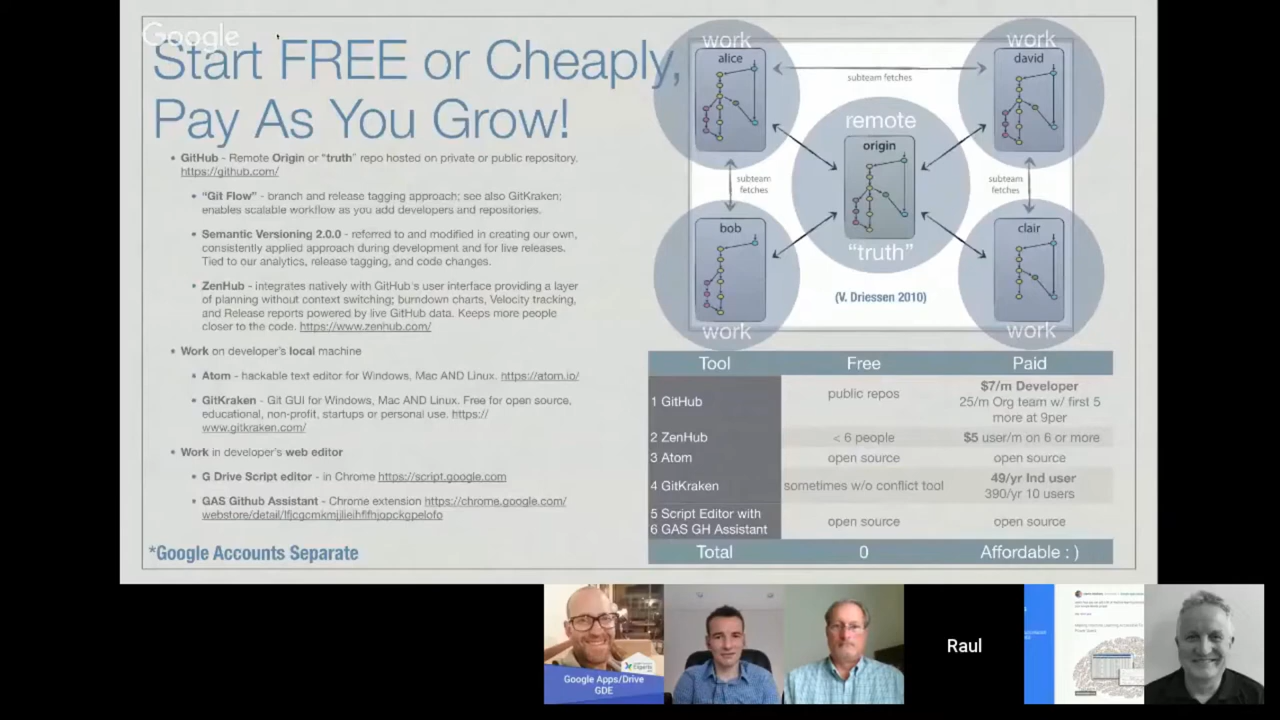 Google
Start FREE or Cheaply,
Pay As You Grow!
• GitHub - Remote Origin or “truth” repo hosted on private or public repository.
https://github.com/
• “Git Flow” - branch and release tagging approach; see also GitKraken;
enables scalable workflow as you add developers and repositories.
• Semantic Versioning 2.0.0 - referred to and modified in creating our own,
consistently applied approach during development and for live releases.
Tied to our analytics, release tagging, and code changes.
• ZenHub - integrates natively with GitHub's user interface providing a layer
of planning without context switching; burndown charts, Velocity tracking,
and Release reports powered by live GitHub data. Keeps more people
closer to the code. https://www.zenhub.com/
• Work on developer’s local machine
• Atom - hackable text editor for Windows, Mac AND Linux. https://atom.io/
• GitKraken - Git GUI for Windows, Mac AND Linux. Free for open source,
educational, non-profit, startups or personal use. https://
www.gitkraken.com/
• Work in developer’s web editor
• G Drive Script editor - in Chrome https://script.google.com
• GAS Github Assistant - Chrome extension https://chrome.google.com/
*Google Accounts Separate
work
alice
work
david
subteam fetches
remote
origin
subteam
fetches
subteam
fetches
bob
clair
“truth”
(V. Driessen 2010)
work
work
Tool Free Paid
1 GitHub public repos $7/m Developer
25/m Org team w/ first 5
more at 9per
2 ZenHub < 6 people $5 user/m on 6 or more
3 Atom open source open source
4 GitKraken sometimes w/o conflict tool 49/yr Ind user
390/yr 10 users
5 Script Editor with
6 GAS GH Assistant open source open source
Total 0 Affordable : )
Google Apps/Drive
GDE
Experts
Raul